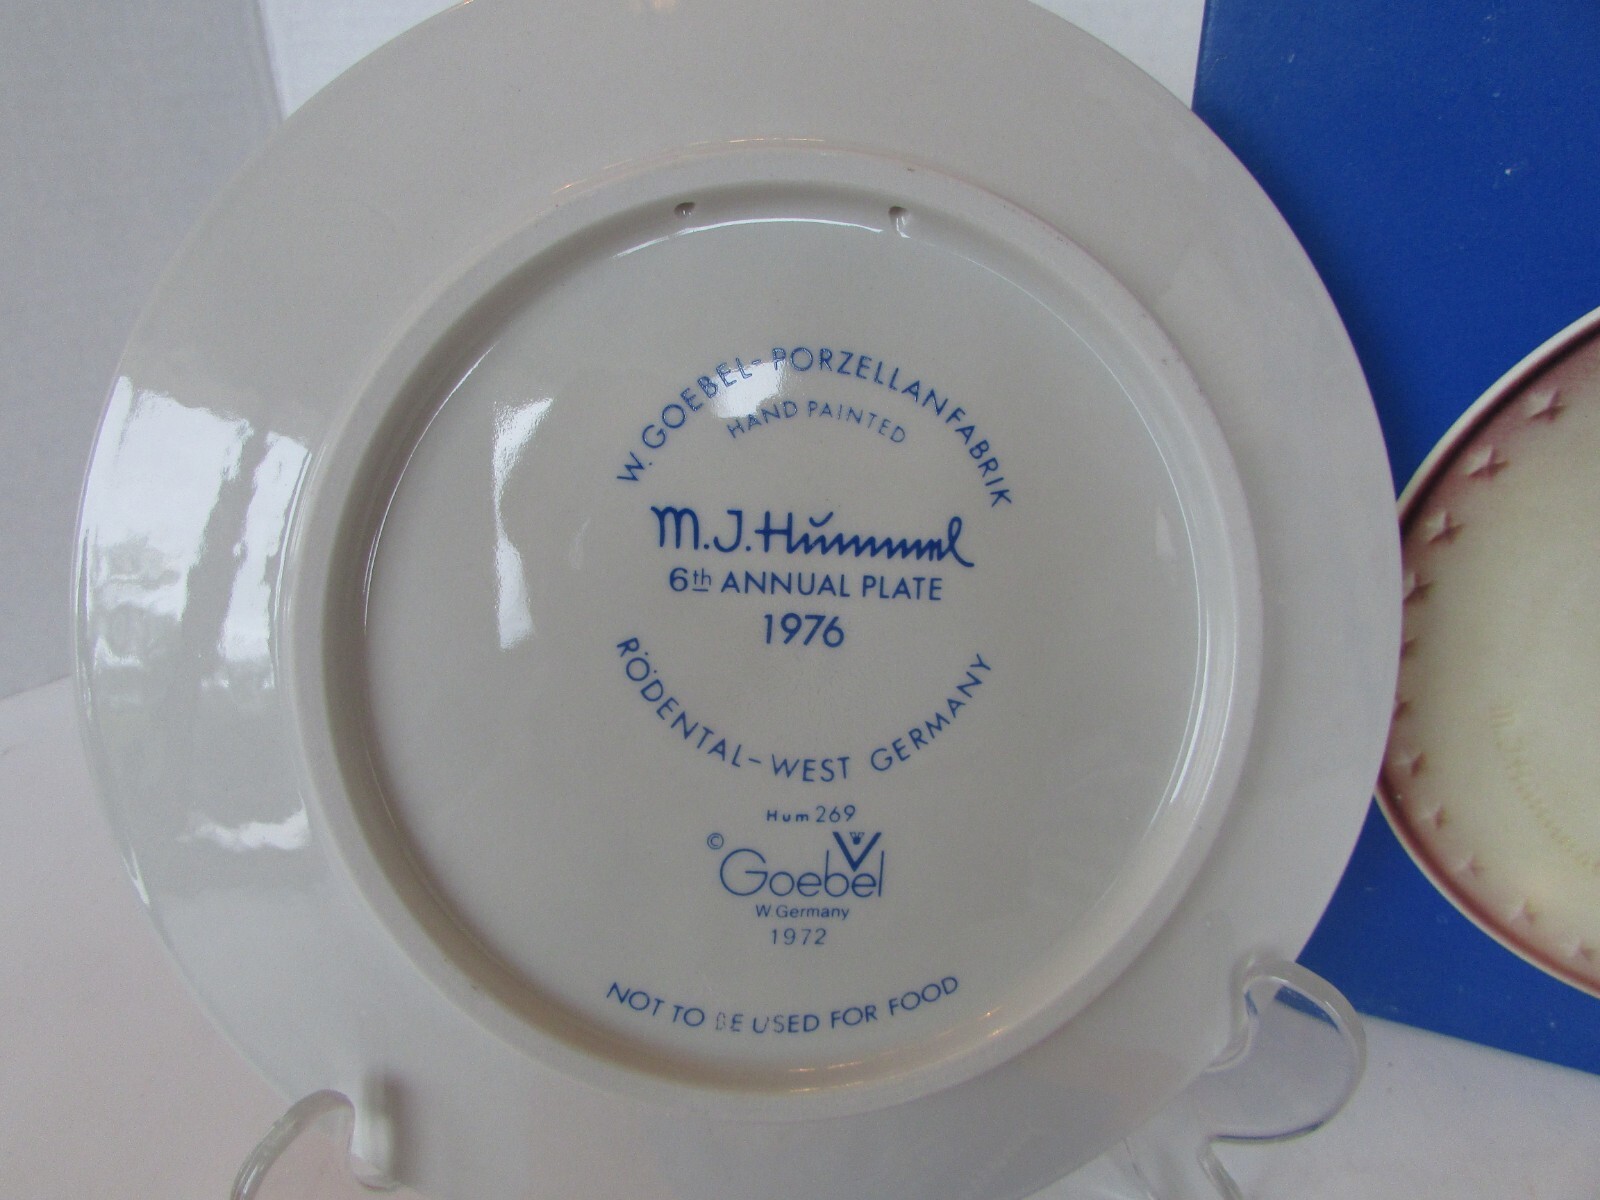 W. GOEBEL-PORZELLANFABRIK
HAND PAINTED
M.J.Hummel
6th ANNUAL PLATE
1976
RÖDENTAL-WEST GERMANY
Hum 269
© Goebel
W. Germany
1972
NOT TO BE USED FOR FOOD
M.J.Hummel